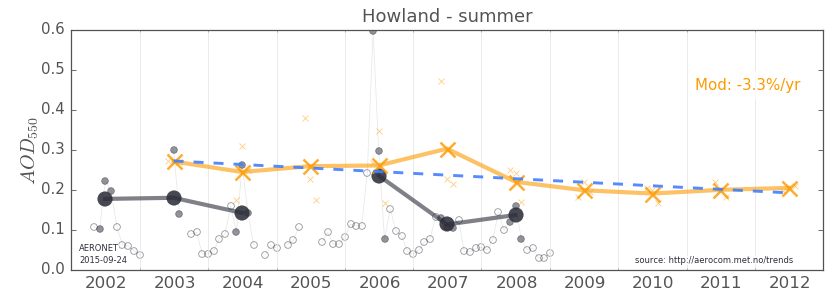 Howland - summer
0.6
0.5
0.4
0.3
0.2
0.1
0.0
AOD550
Mod: -3.3%/yr
AERONET
2015-09-24
source: http://aerocom.met.no/trends
2002 2003 2004 2005 2006 2007 2008 2009 2010 2011 2012